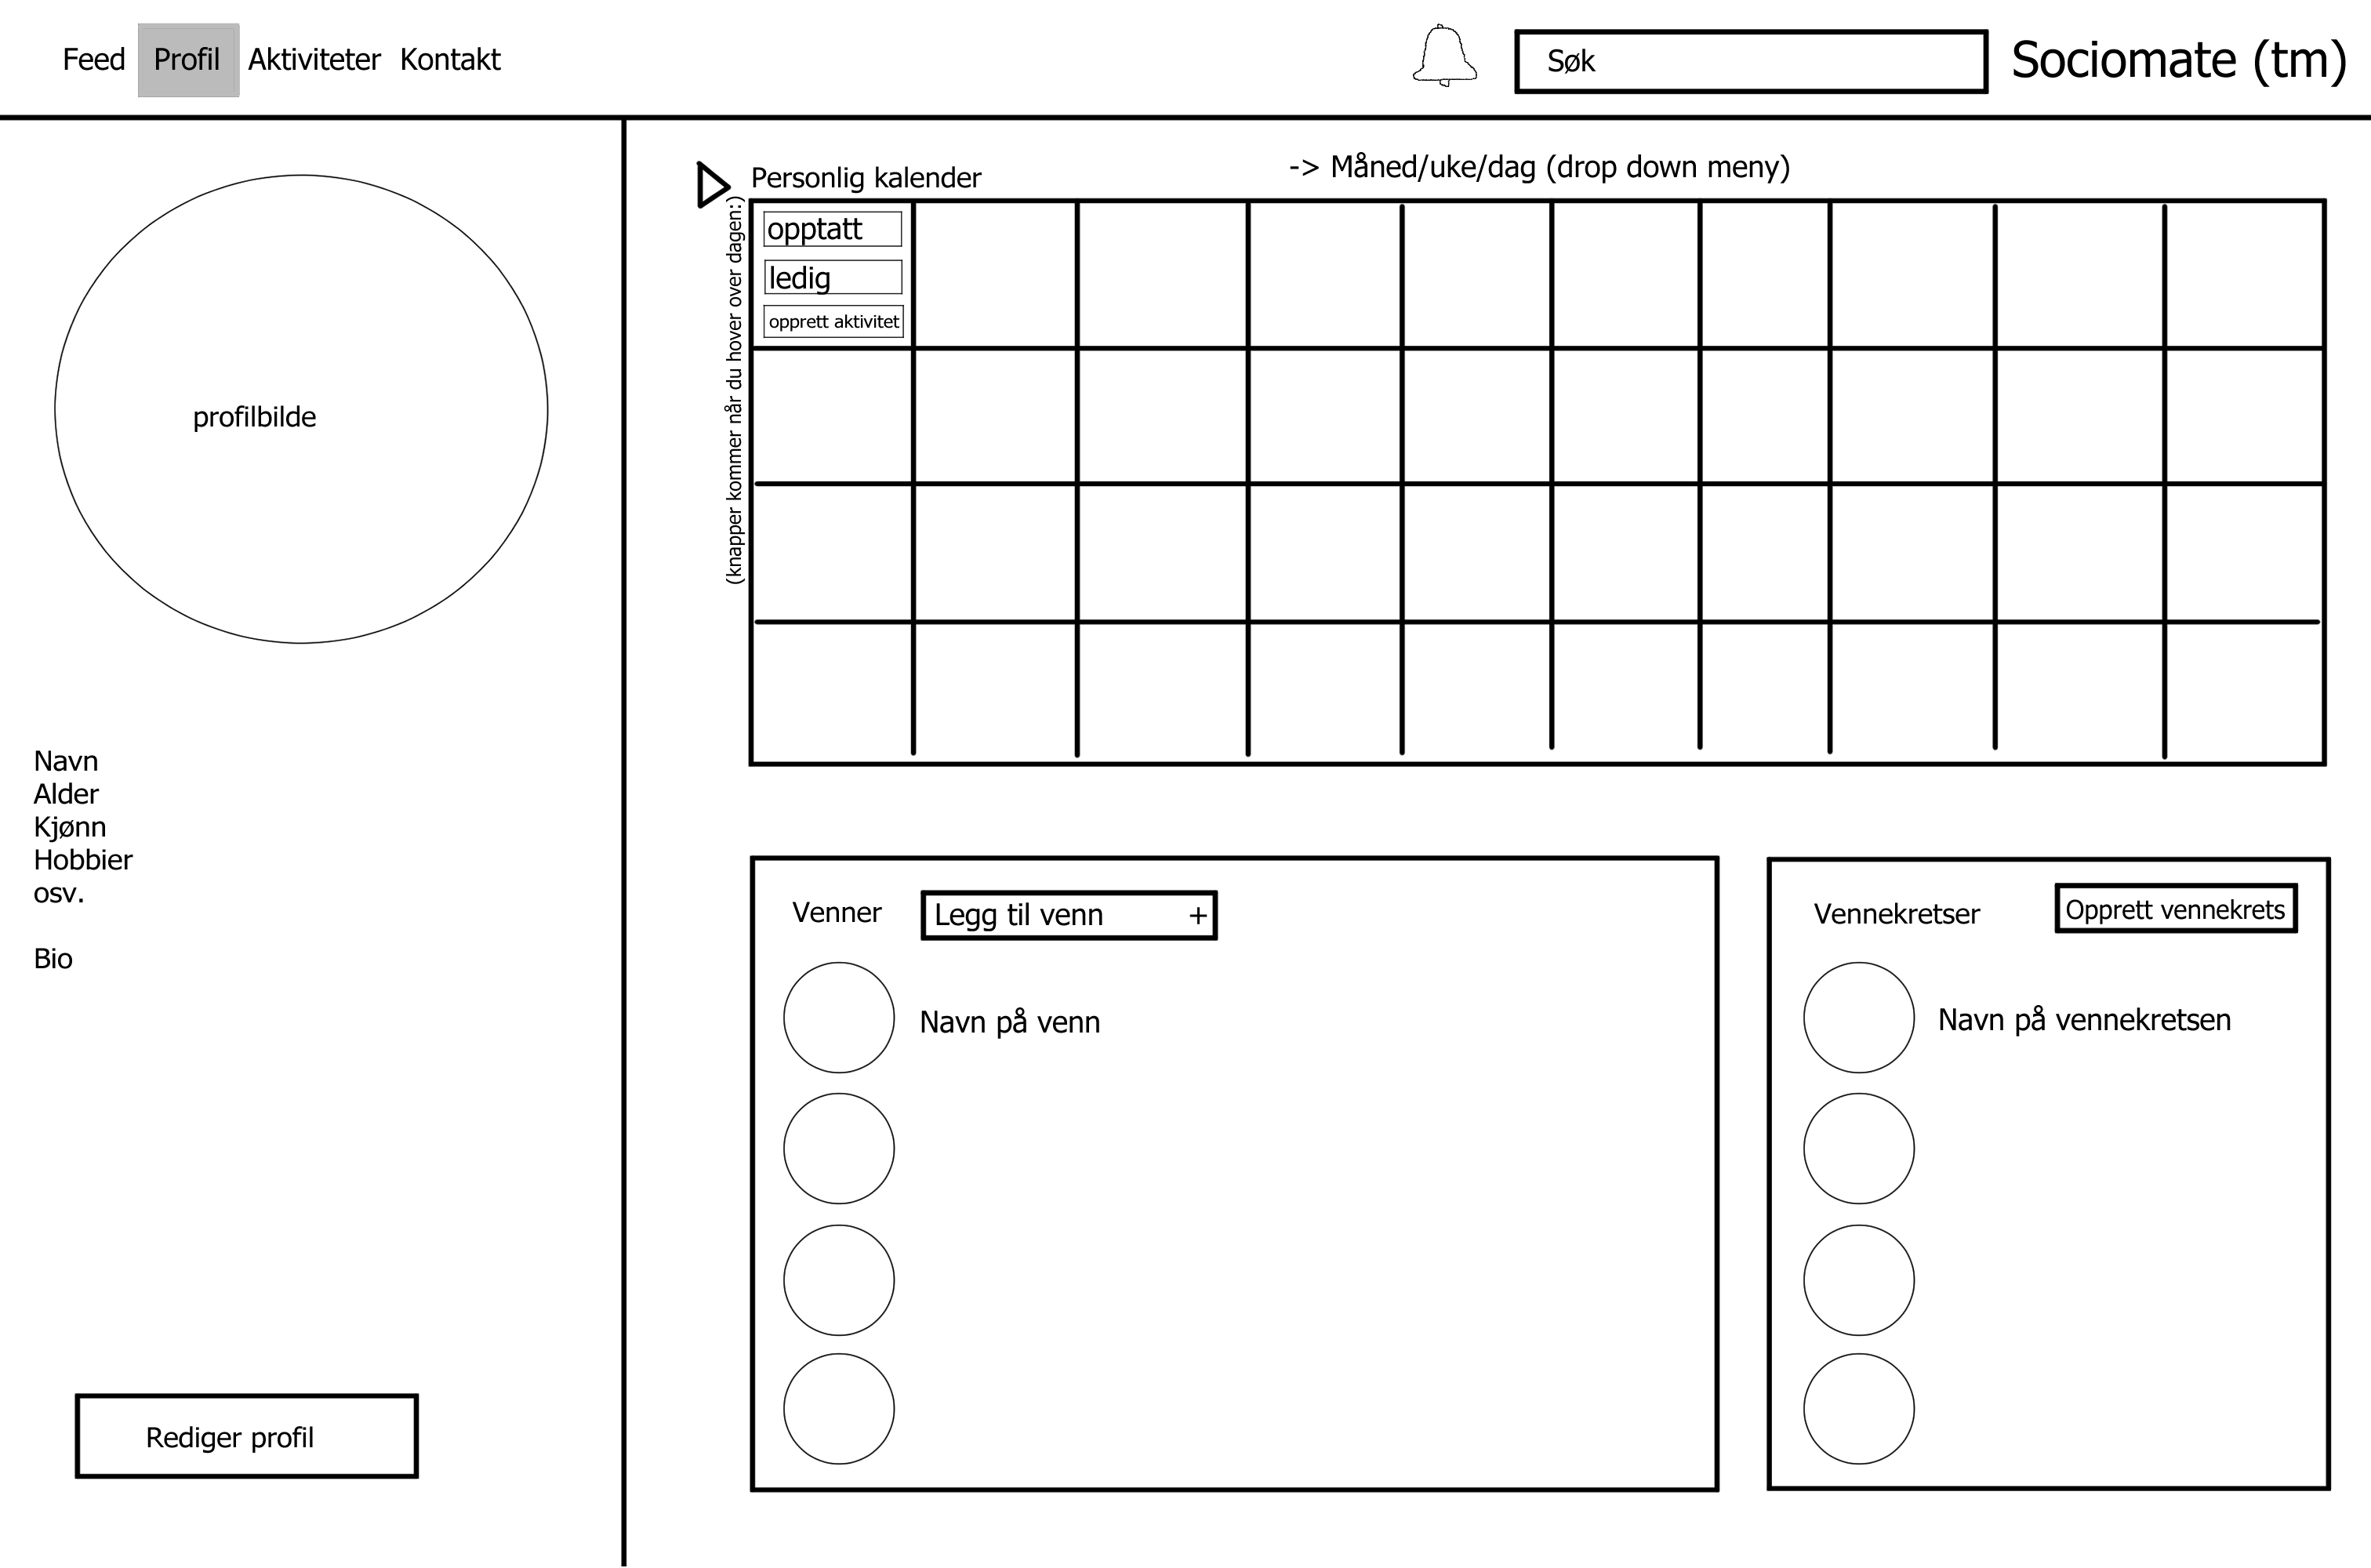 Feed Profil Aktiviteter Kontakt
Søk
Sociomate (tm)
profilbilde
Navn
Alder
Kjønn
Hobbier
osv.
Bio
Rediger profil
Personlig kalender
-> Måned/uke/dag (drop down meny)
(knapper kommer når du hover over dagen:)
opptatt
ledig
opprett aktivitet
Venner
Legg til venn +
Navn på venn
Vennekretser
Opprett vennekrets
Navn på vennekretsen